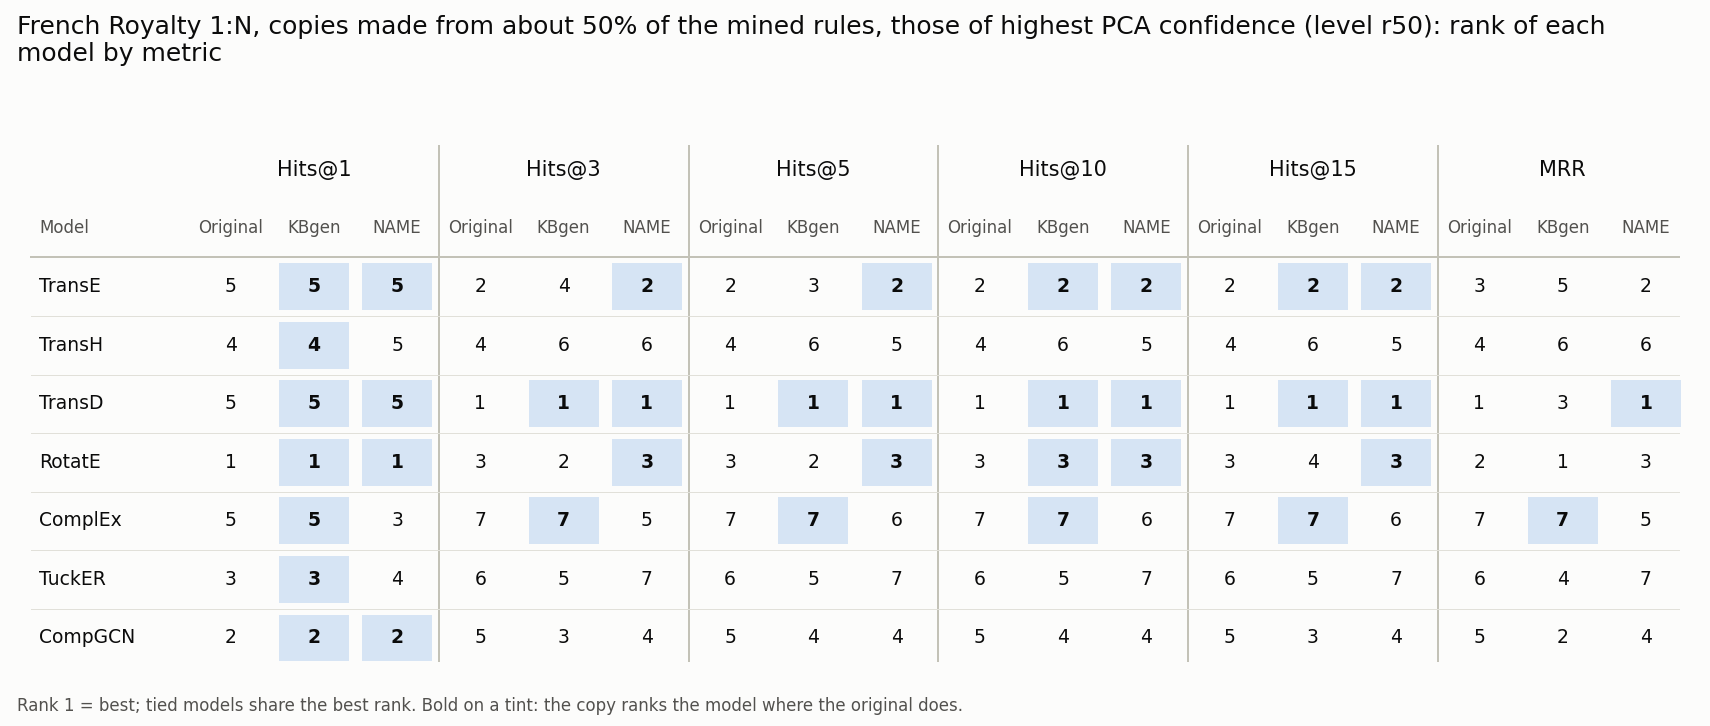 French Royalty 1:N, copies made from about 50% of the mined rules, those of highest PCA confidence (level r50): rank of each
model by metric
Hits@1 Hits@3 Hits@5 Hits@10 Hits@15 MRR
Model Original KBgen NAME Original KBgen NAME Original KBgen NAME Original KBgen NAME Original KBgen NAME Original KBgen NAME
TransE 5 5 5 2 4 2 2 3 2 2 2 2 2 2 2 3 5 2
TransH 4 4 5 4 6 6 4 6 5 4 6 5 4 6 5 4 6 6
TransD 5 5 5 1 1 1 1 1 1 1 1 1 1 1 1 1 3 1
RotatE 1 1 1 3 2 3 3 2 3 3 3 3 3 4 3 2 1 3
ComplEx 5 5 3 7 7 5 7 7 6 7 7 6 7 7 6 7 7 5
TuckER 3 3 4 6 5 7 6 5 7 6 5 7 6 5 7 6 4 7
CompGCN 2 2 2 5 3 4 5 4 4 5 4 4 5 3 4 5 2 4
Rank 1 = best; tied models share the best rank. Bold on a tint: the copy ranks the model where the original does.